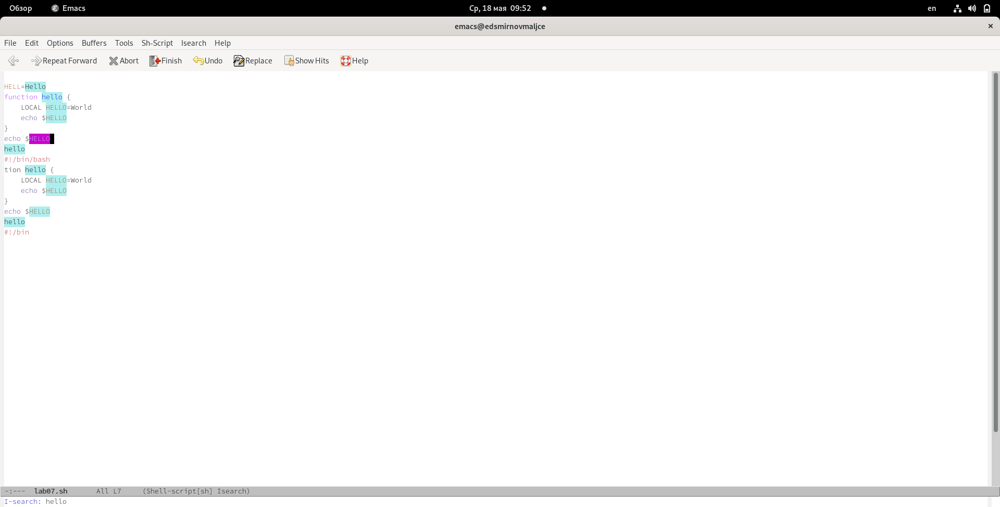 Обзор Emacs Ср, 18 мая 09:52 en
emacs@edsmirnovmaljce
File Edit Options Buffers Tools Sh-Script Isearch Help
Repeat Forward Abort Finish Undo Replace Show Hits Help
HELL=Hello
function hello {
    LOCAL HELLO=World
    echo $HELLO
}
echo $HELLO
hello
#!/bin/bash
tion hello {
    LOCAL HELLO=World
    echo $HELLO
}
echo $HELLO
hello
#!/bin
-:--- lab07.sh All L7 (Shell-script[sh] Isearch)
I-search: hello